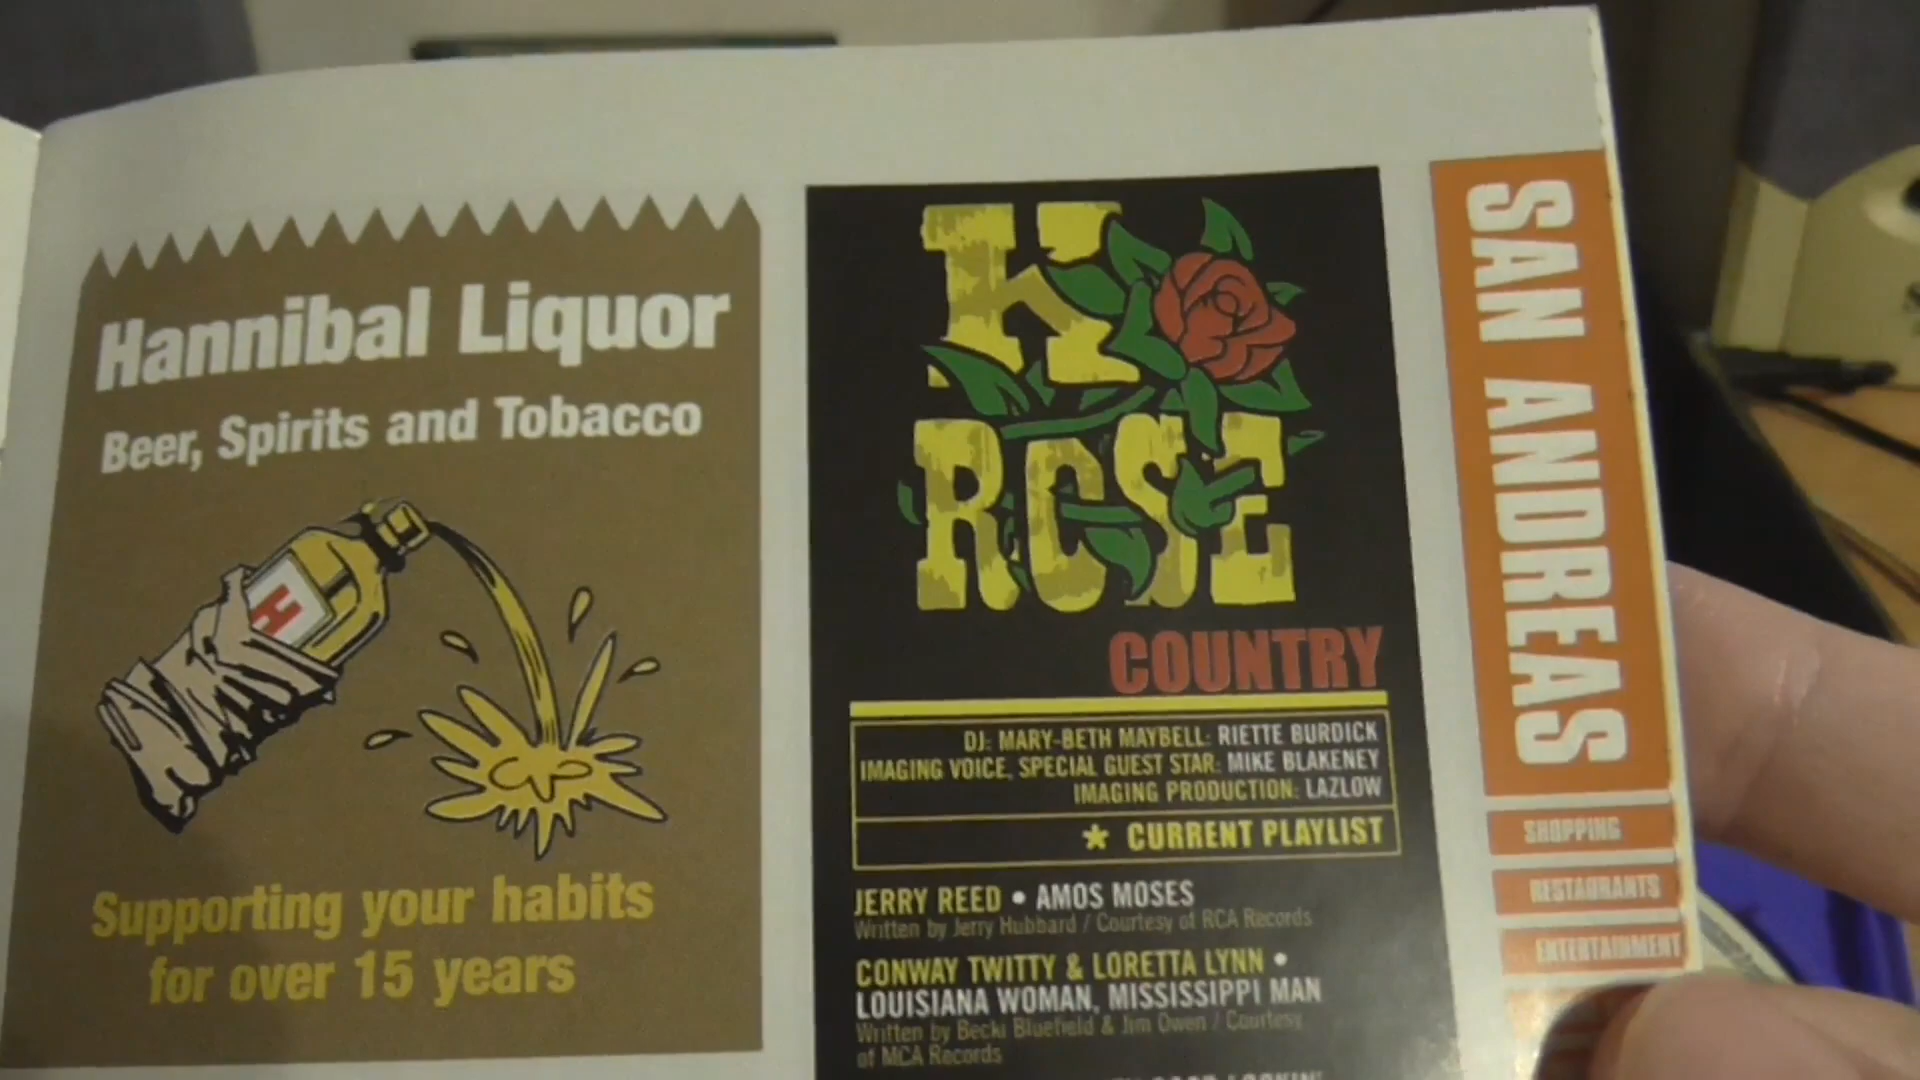 Hannibal Liquor
Beer, Spirits and Tobacco
H
Supporting your habits
for over 15 years
K
ROSE
COUNTRY
DJ: MARY-BETH MAYBELL: RIETTE BURDICK
IMAGING VOICE, SPECIAL GUEST STAR: MIKE BLAKENEY
IMAGING PRODUCTION: LAZLOW
★ CURRENT PLAYLIST
JERRY REED • AMOS MOSES
Written by Jerry Hubbard / Courtesy of RCA Records
CONWAY TWITTY & LORETTA LYNN •
LOUISIANA WOMAN, MISSISSIPPI MAN
Written by Becki Bluefield & Jim Owen / Courtesy
of MCA Records
SAN ANDREAS
SHOPPING
RESTAURANTS
ENTERTAINMENT